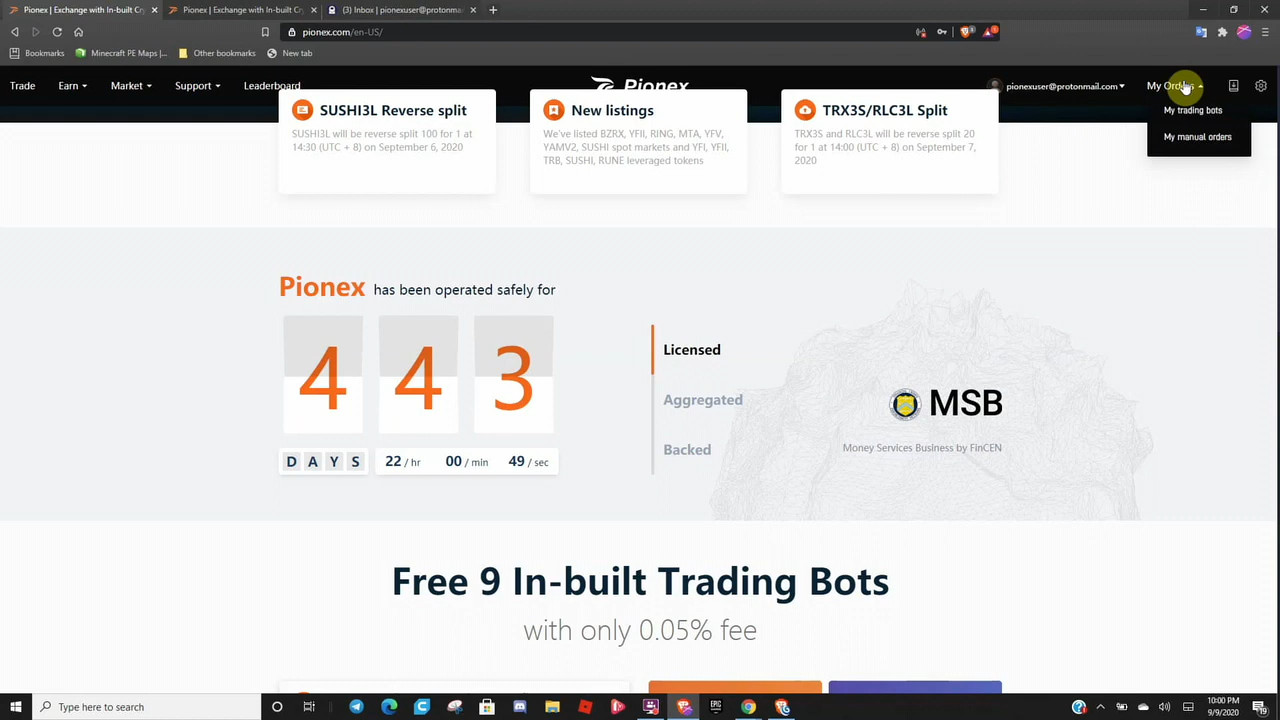 Pionex | Exchange with In-built Cry
Pionex | Exchange with In-built Cry
(3) Inbox | pionexuser@protonmai
pionex.com/en-US/
Bookmarks
Minecraft PE Maps |...
Other bookmarks
New tab
Trade
Earn
Market
Support
Leaderboard
Pionex
pionexuser@protonmail.com
My Orders
My trading bots
My manual orders
SUSHI3L Reverse split
SUSHI3L will be reverse split 100 for 1 at
14:30 (UTC + 8) on September 6, 2020
New listings
We've listed BZRX, YFII, RING, MTA, YFV,
YAMV2, SUSHI spot markets and YFI, YFII,
TRB, SUSHI, RUNE leveraged tokens
TRX3S/RLC3L Split
TRX3S and RLC3L will be reverse split 20
for 1 at 14:00 (UTC + 8) on September 7,
2020
Pionex has been operated safely for
4 4 3
D A Y S 22 / hr 00 / min 49 / sec
Licensed
Aggregated
Backed
MSB
Money Services Business by FinCEN
Free 9 In-built Trading Bots
with only 0.05% fee
Type here to search
10:00 PM
9/9/2020